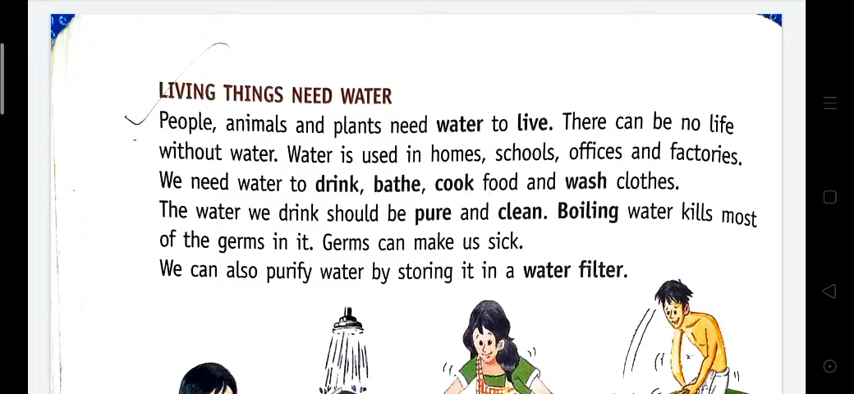 LIVING THINGS NEED WATER
People, animals and plants need water to live. There can be no life
without water. Water is used in homes, schools, offices and factories.
We need water to drink, bathe, cook food and wash clothes.
The water we drink should be pure and clean. Boiling water kills most
of the germs in it. Germs can make us sick.
We can also purify water by storing it in a water filter.